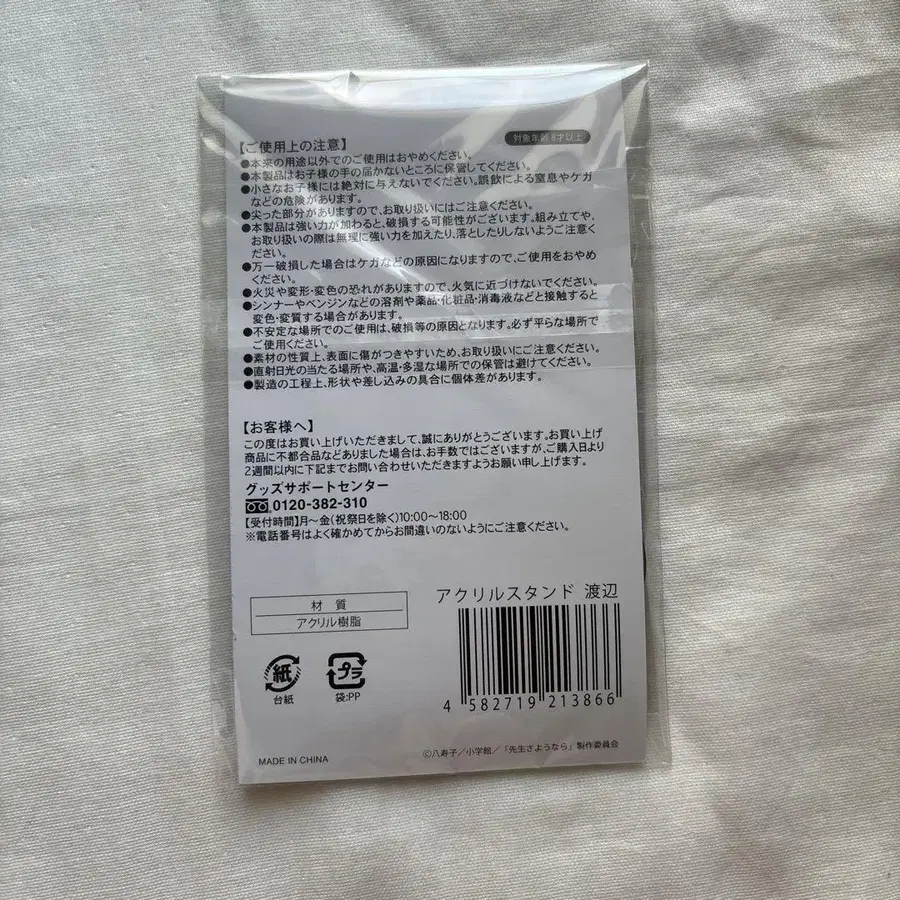 対象年齢 8才以上
【ご使用上の注意】
●本来の用途以外でのご使用はおやめください。
●本製品はお子様の手の届かないところに保管してください。
●小さなお子様には絶対に与えないでください。誤飲による窒息やケガ
などの危険があります。
●尖った部分がありますので、お取り扱いにはご注意ください。
●本製品は強い力が加わると、破損する可能性がございます。組み立てや、
お取り扱いの際は無理に強い力を加えたり、落としたりしないようご注意く
ださい。
●万一破損した場合はケガなどの原因になりますので、ご使用をおやめ
ください。
●火災や変形・変色の恐れがありますので、火気に近づけないでください。
●シンナーやベンジンなどの溶剤や薬品・化粧品・消毒液などと接触すると
変色・変質する場合があります。
●不安定な場所でのご使用は、破損等の原因となります。必ず平らな場所で
ご使用ください。
●素材の性質上、表面に傷がつきやすいため、お取り扱いにご注意ください。
●直射日光の当たる場所や、高温・多湿な場所での保管は避けてください。
●製造の工程上、形状や差し込みの具合に個体差があります。
【お客様へ】
この度はお買い上げいただきまして、誠にありがとうございます。お買い上げ
商品に不都合品などありました場合は、お手数ではございますが、ご購入日より
2週間以内に下記までお問い合わせいただきますようお願い申し上げます。
グッズサポートセンター
0120-382-310
【受付時間】月〜金(祝祭日を除く)10:00〜18:00
※電話番号はよく確かめてからお間違いのないようにご注意ください。
アクリルスタンド 渡辺
材 質
アクリル樹脂
紙
台紙
プラ
袋:PP
4 582719 213866
©八寿子／小学館／「先生さようなら」製作委員会
MADE IN CHINA